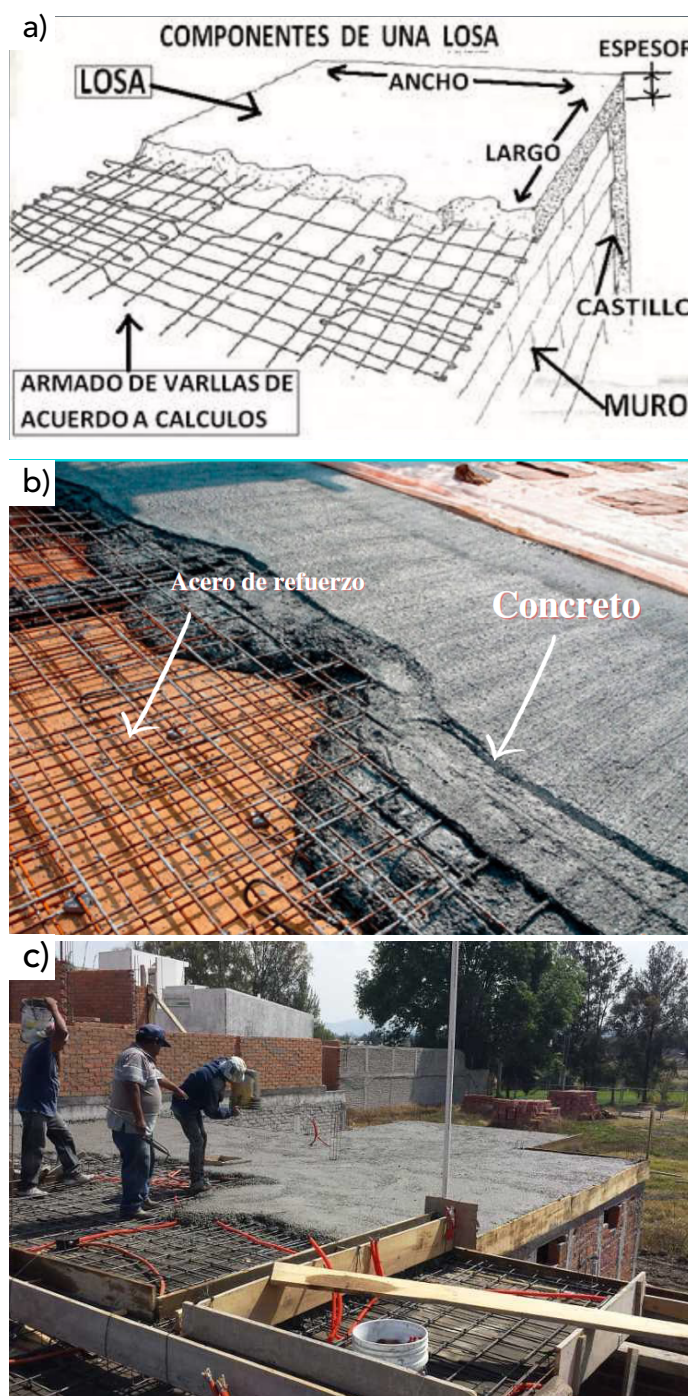 a)
COMPONENTES DE UNA LOSA
ESPESOR
LOSA
ANCHO
LARGO
CASTILLO
ARMADO DE VARLLAS DE
ACUERDO A CALCULOS
MURO
b)
Acero de refuerzo
Concreto
c)